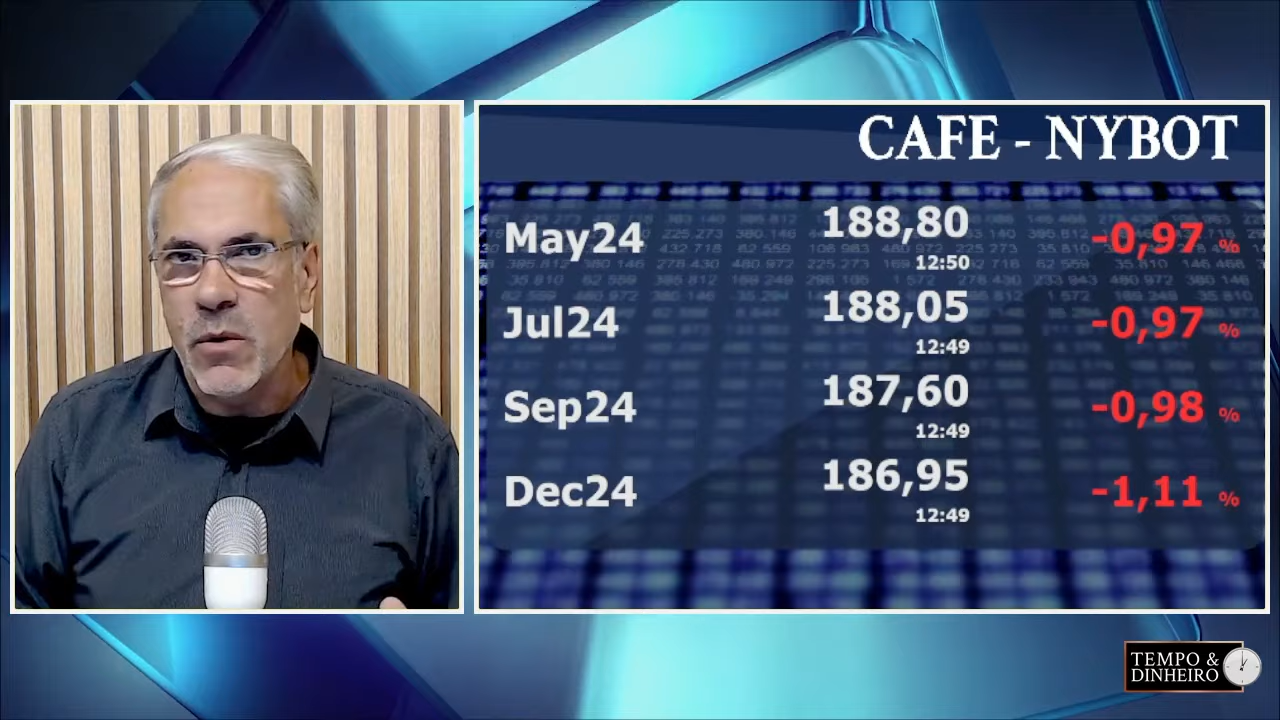 CAFE - NYBOT
May24 188,80 -0,97 %
12:50
Jul24 188,05 -0,97 %
12:49
Sep24 187,60 -0,98 %
12:49
Dec24 186,95 -1,11 %
12:49
TEMPO &
DINHEIRO